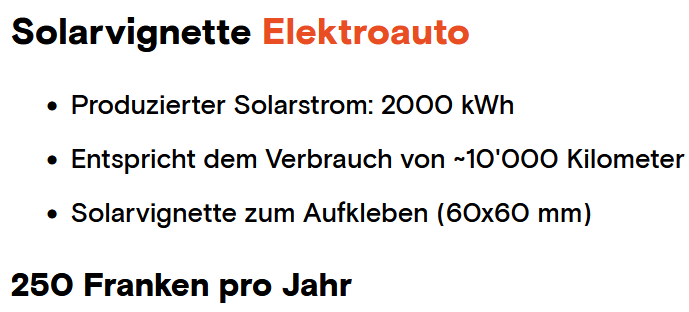 Solarvignette Elektroauto
• Produzierter Solarstrom: 2000 kWh
• Entspricht dem Verbrauch von ~10'000 Kilometer
• Solarvignette zum Aufkleben (60x60 mm)
250 Franken pro Jahr